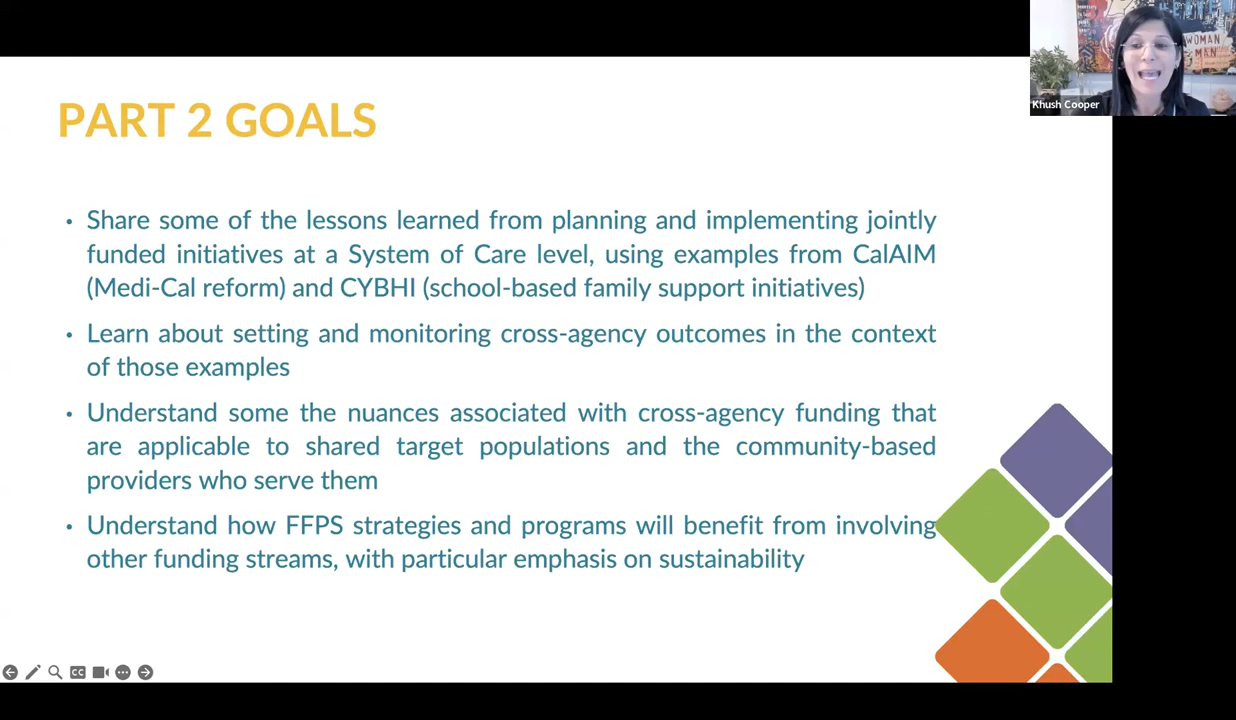 PART 2 GOALS
• Share some of the lessons learned from planning and implementing jointly
funded initiatives at a System of Care level, using examples from CalAIM
(Medi-Cal reform) and CYBHI (school-based family support initiatives)
• Learn about setting and monitoring cross-agency outcomes in the context
of those examples
• Understand some the nuances associated with cross-agency funding that
are applicable to shared target populations and the community-based
providers who serve them
• Understand how FFPS strategies and programs will benefit from involving
other funding streams, with particular emphasis on sustainability
WOMAN
MAN
Khush Cooper
CC